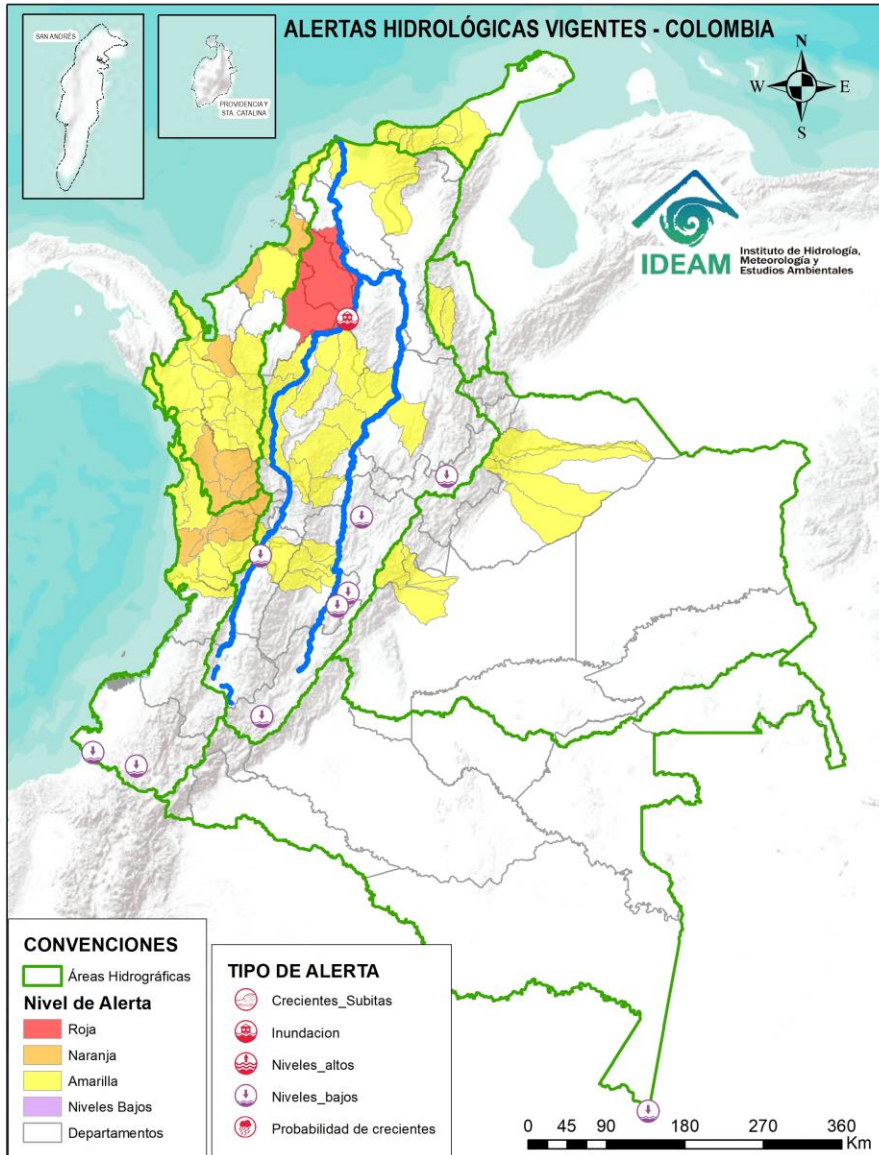 ALERTAS HIDROLÓGICAS VIGENTES - COLOMBIA
SAN ANDRÉS
PROVIDENCIA Y
STA. CATALINA
N
W
E
S
IDEAM
Instituto de Hidrología,
Meteorología y
Estudios Ambientales
CONVENCIONES
Áreas Hidrográficas
Nivel de Alerta
Roja
Naranja
Amarilla
Niveles Bajos
Departamentos
TIPO DE ALERTA
Crecientes_Subitas
Inundacion
Niveles_altos
Niveles_bajos
Probabilidad de crecientes
0 45 90 180 270 360
Km